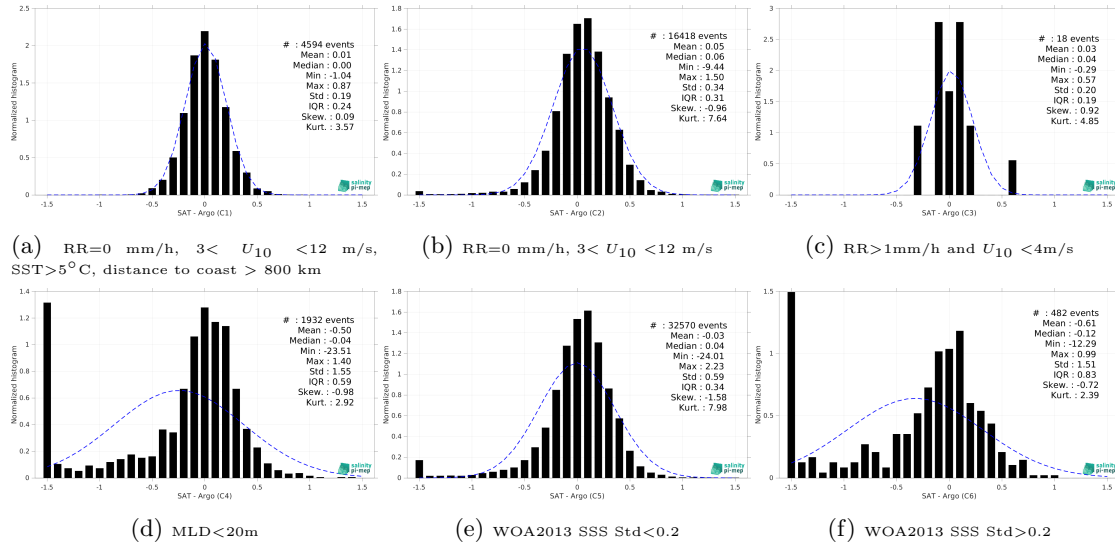 2.5
2
1.5
1
0.5
0
Normalized histogram
# : 4594 events
Mean : 0.01
Median : 0.00
Min : -1.04
Max : 0.87
Std : 0.19
IQR : 0.24
Skew. : 0.09
Kurt. : 3.57
salinity
pi-mep
-1.5 -1 -0.5 0 0.5 1 1.5
SAT - Argo (C1)
(a) RR=0 mm/h, 3< U10 <12 m/s,
SST>5°C, distance to coast > 800 km
1.8
1.6
1.4
1.2
1
0.8
0.6
0.4
0.2
0
Normalized histogram
# : 16418 events
Mean : 0.05
Median : 0.06
Min : -9.44
Max : 1.50
Std : 0.34
IQR : 0.31
Skew. : -0.96
Kurt. : 7.64
salinity
pi-mep
-1.5 -1 -0.5 0 0.5 1 1.5
SAT - Argo (C2)
(b) RR=0 mm/h, 3< U10 <12 m/s
3
2.5
2
1.5
1
0.5
0
Normalized histogram
# : 18 events
Mean : 0.03
Median : 0.04
Min : -0.29
Max : 0.57
Std : 0.20
IQR : 0.19
Skew. : 0.92
Kurt. : 4.85
salinity
pi-mep
-1.5 -1 -0.5 0 0.5 1 1.5
SAT - Argo (C3)
(c) RR>1mm/h and U10 <4m/s
1.4
1.2
1
0.8
0.6
0.4
0.2
0
Normalized histogram
# : 1932 events
Mean : -0.50
Median : -0.04
Min : -23.51
Max : 1.40
Std : 1.55
IQR : 0.59
Skew. : -0.98
Kurt. : 2.92
salinity
pi-mep
-1.5 -1 -0.5 0 0.5 1 1.5
SAT - Argo (C4)
(d) MLD<20m
1.8
1.6
1.4
1.2
1
0.8
0.6
0.4
0.2
0
Normalized histogram
# : 32570 events
Mean : -0.03
Median : 0.04
Min : -24.01
Max : 2.23
Std : 0.59
IQR : 0.34
Skew. : -1.58
Kurt. : 7.98
salinity
pi-mep
-1.5 -1 -0.5 0 0.5 1 1.5
SAT - Argo (C5)
(e) WOA2013 SSS Std<0.2
1.5
1
0.5
0
Normalized histogram
# : 482 events
Mean : -0.61
Median : -0.12
Min : -12.29
Max : 0.99
Std : 1.51
IQR : 0.83
Skew. : -0.72
Kurt. : 2.39
salinity
pi-mep
-1.5 -1 -0.5 0 0.5 1 1.5
SAT - Argo (C6)
(f) WOA2013 SSS Std>0.2